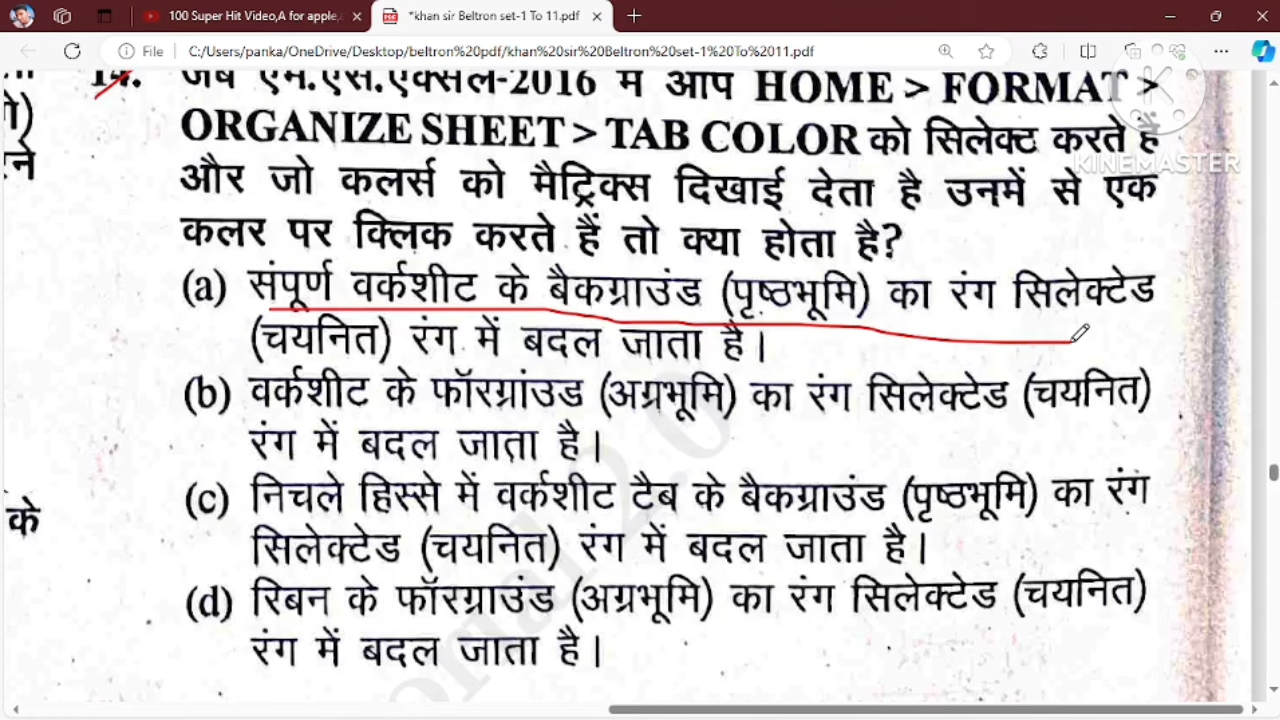 100 Super Hit Video,A for apple,
*khan sir Beltron set-1 To 11.pdf
File C:/Users/panka/OneDrive/Desktop/beltron%20pdf/khan%20sir%20Beltron%20set-1%20To%2011.pdf
14. जब एम.एस.एक्सेल-2016 में आप HOME > FORMAT >
ORGANIZE SHEET > TAB COLOR को सिलेक्ट करते हैं
KINEMASTER
और जो कलर्स को मैट्रिक्स दिखाई देता है उनमें से एक
कलर पर क्लिक करते हैं तो क्या होता है?
(a) संपूर्ण वर्कशीट के बैकग्राउंड (पृष्ठभूमि) का रंग सिलेक्टेड
(चयनित) रंग में बदल जाता है।
(b) वर्कशीट के फॉरग्रांउड (अग्रभूमि) का रंग सिलेक्टेड (चयनित)
रंग में बदल जाता है।
(c) निचले हिस्से में वर्कशीट टैब के बैकग्राउंड (पृष्ठभूमि) का रंग
सिलेक्टेड (चयनित) रंग में बदल जाता है।
के
(d) रिबन के फॉरग्राउंड (अग्रभूमि) का रंग सिलेक्टेड (चयनित)
रंग में बदल जाता है।